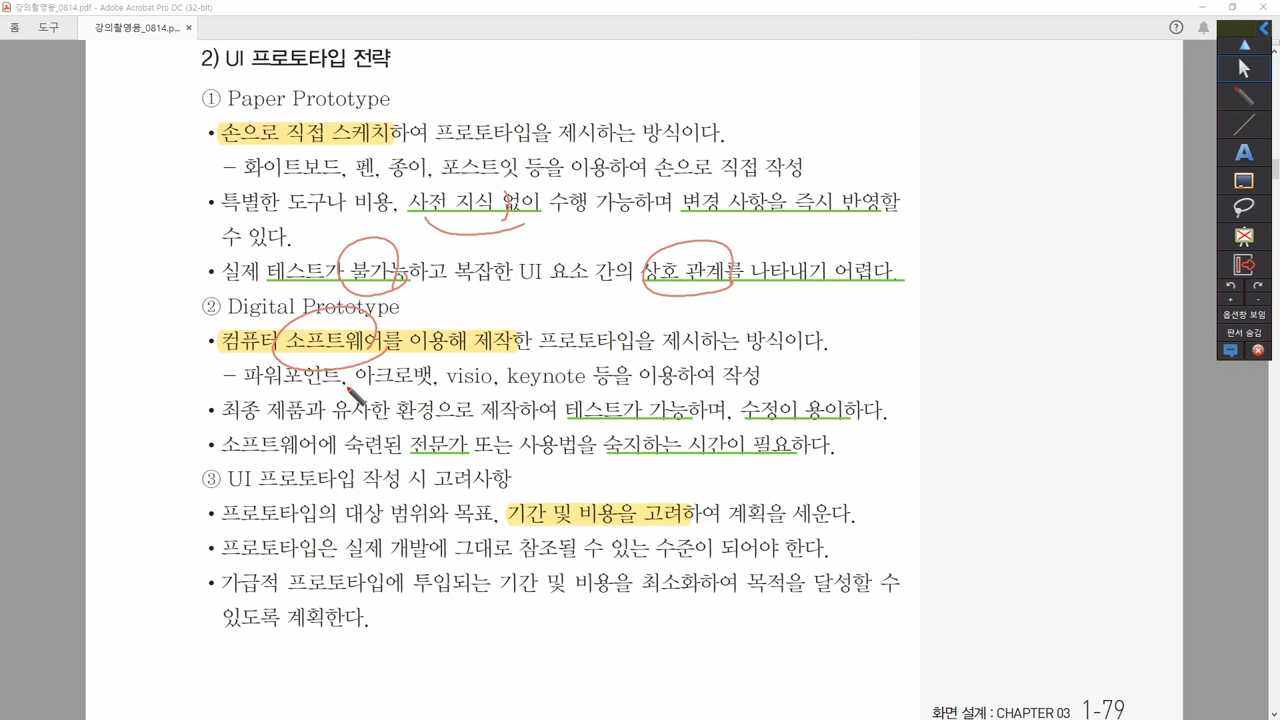 강의촬영용_0814.pdf - Adobe Acrobat Pro DC (32-bit)
홈 도구 강의촬영용_0814.p... ×
2) UI 프로토타입 전략
① Paper Prototype
• 손으로 직접 스케치하여 프로토타입을 제시하는 방식이다.
– 화이트보드, 펜, 종이, 포스트잇 등을 이용하여 손으로 직접 작성
• 특별한 도구나 비용, 사전 지식 없이 수행 가능하며 변경 사항을 즉시 반영할
수 있다.
• 실제 테스트가 불가능하고 복잡한 UI 요소 간의 상호 관계를 나타내기 어렵다.
② Digital Prototype
• 컴퓨터 소프트웨어를 이용해 제작한 프로토타입을 제시하는 방식이다.
– 파워포인트, 아크로뱃, visio, keynote 등을 이용하여 작성
• 최종 제품과 유사한 환경으로 제작하여 테스트가 가능하며, 수정이 용이하다.
• 소프트웨어에 숙련된 전문가 또는 사용법을 숙지하는 시간이 필요하다.
③ UI 프로토타입 작성 시 고려사항
• 프로토타입의 대상 범위와 목표, 기간 및 비용을 고려하여 계획을 세운다.
• 프로토타입은 실제 개발에 그대로 참조될 수 있는 수준이 되어야 한다.
• 가급적 프로토타입에 투입되는 기간 및 비용을 최소화하여 목적을 달성할 수
있도록 계획한다.
화면 설계 : CHAPTER 03 1-79
옵션창 보임
판서 숨김